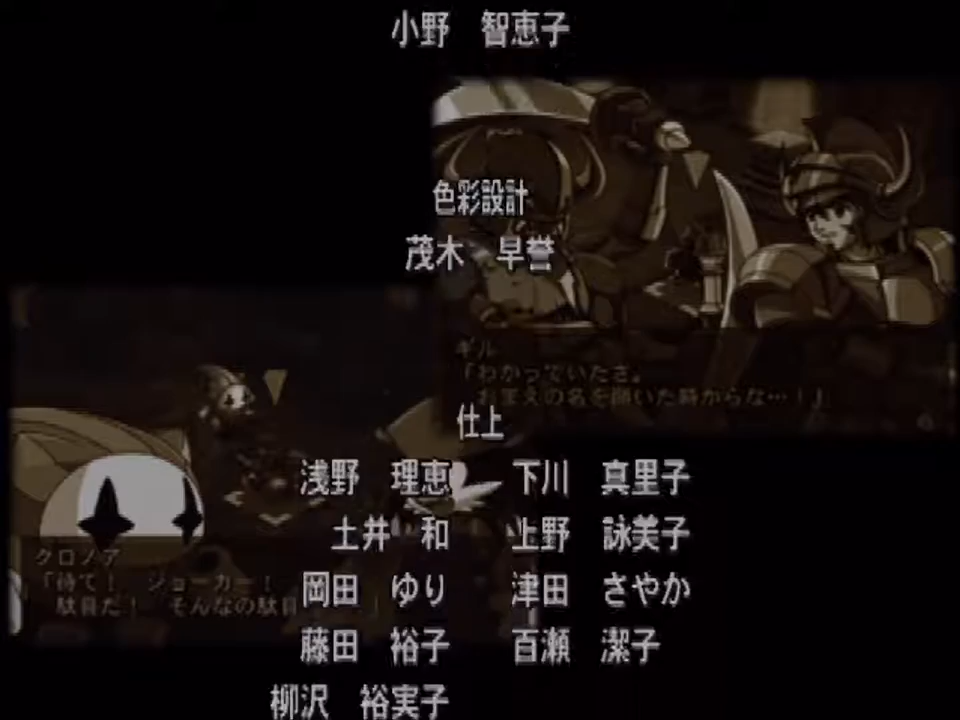 小野　智恵子
色彩設計
茂木　早誉
ギル
「わかっていたさ。
おまえの名を聞いた時からな…！」
仕上
浅野　理恵　下川　真里子
土井　和　上野　詠美子
岡田　ゆり　津田　さやか
藤田　裕子　百瀬　潔子
柳沢　裕実子
クロノア
「待て！　ジョーカー！
駄目だ！　そんなの駄目